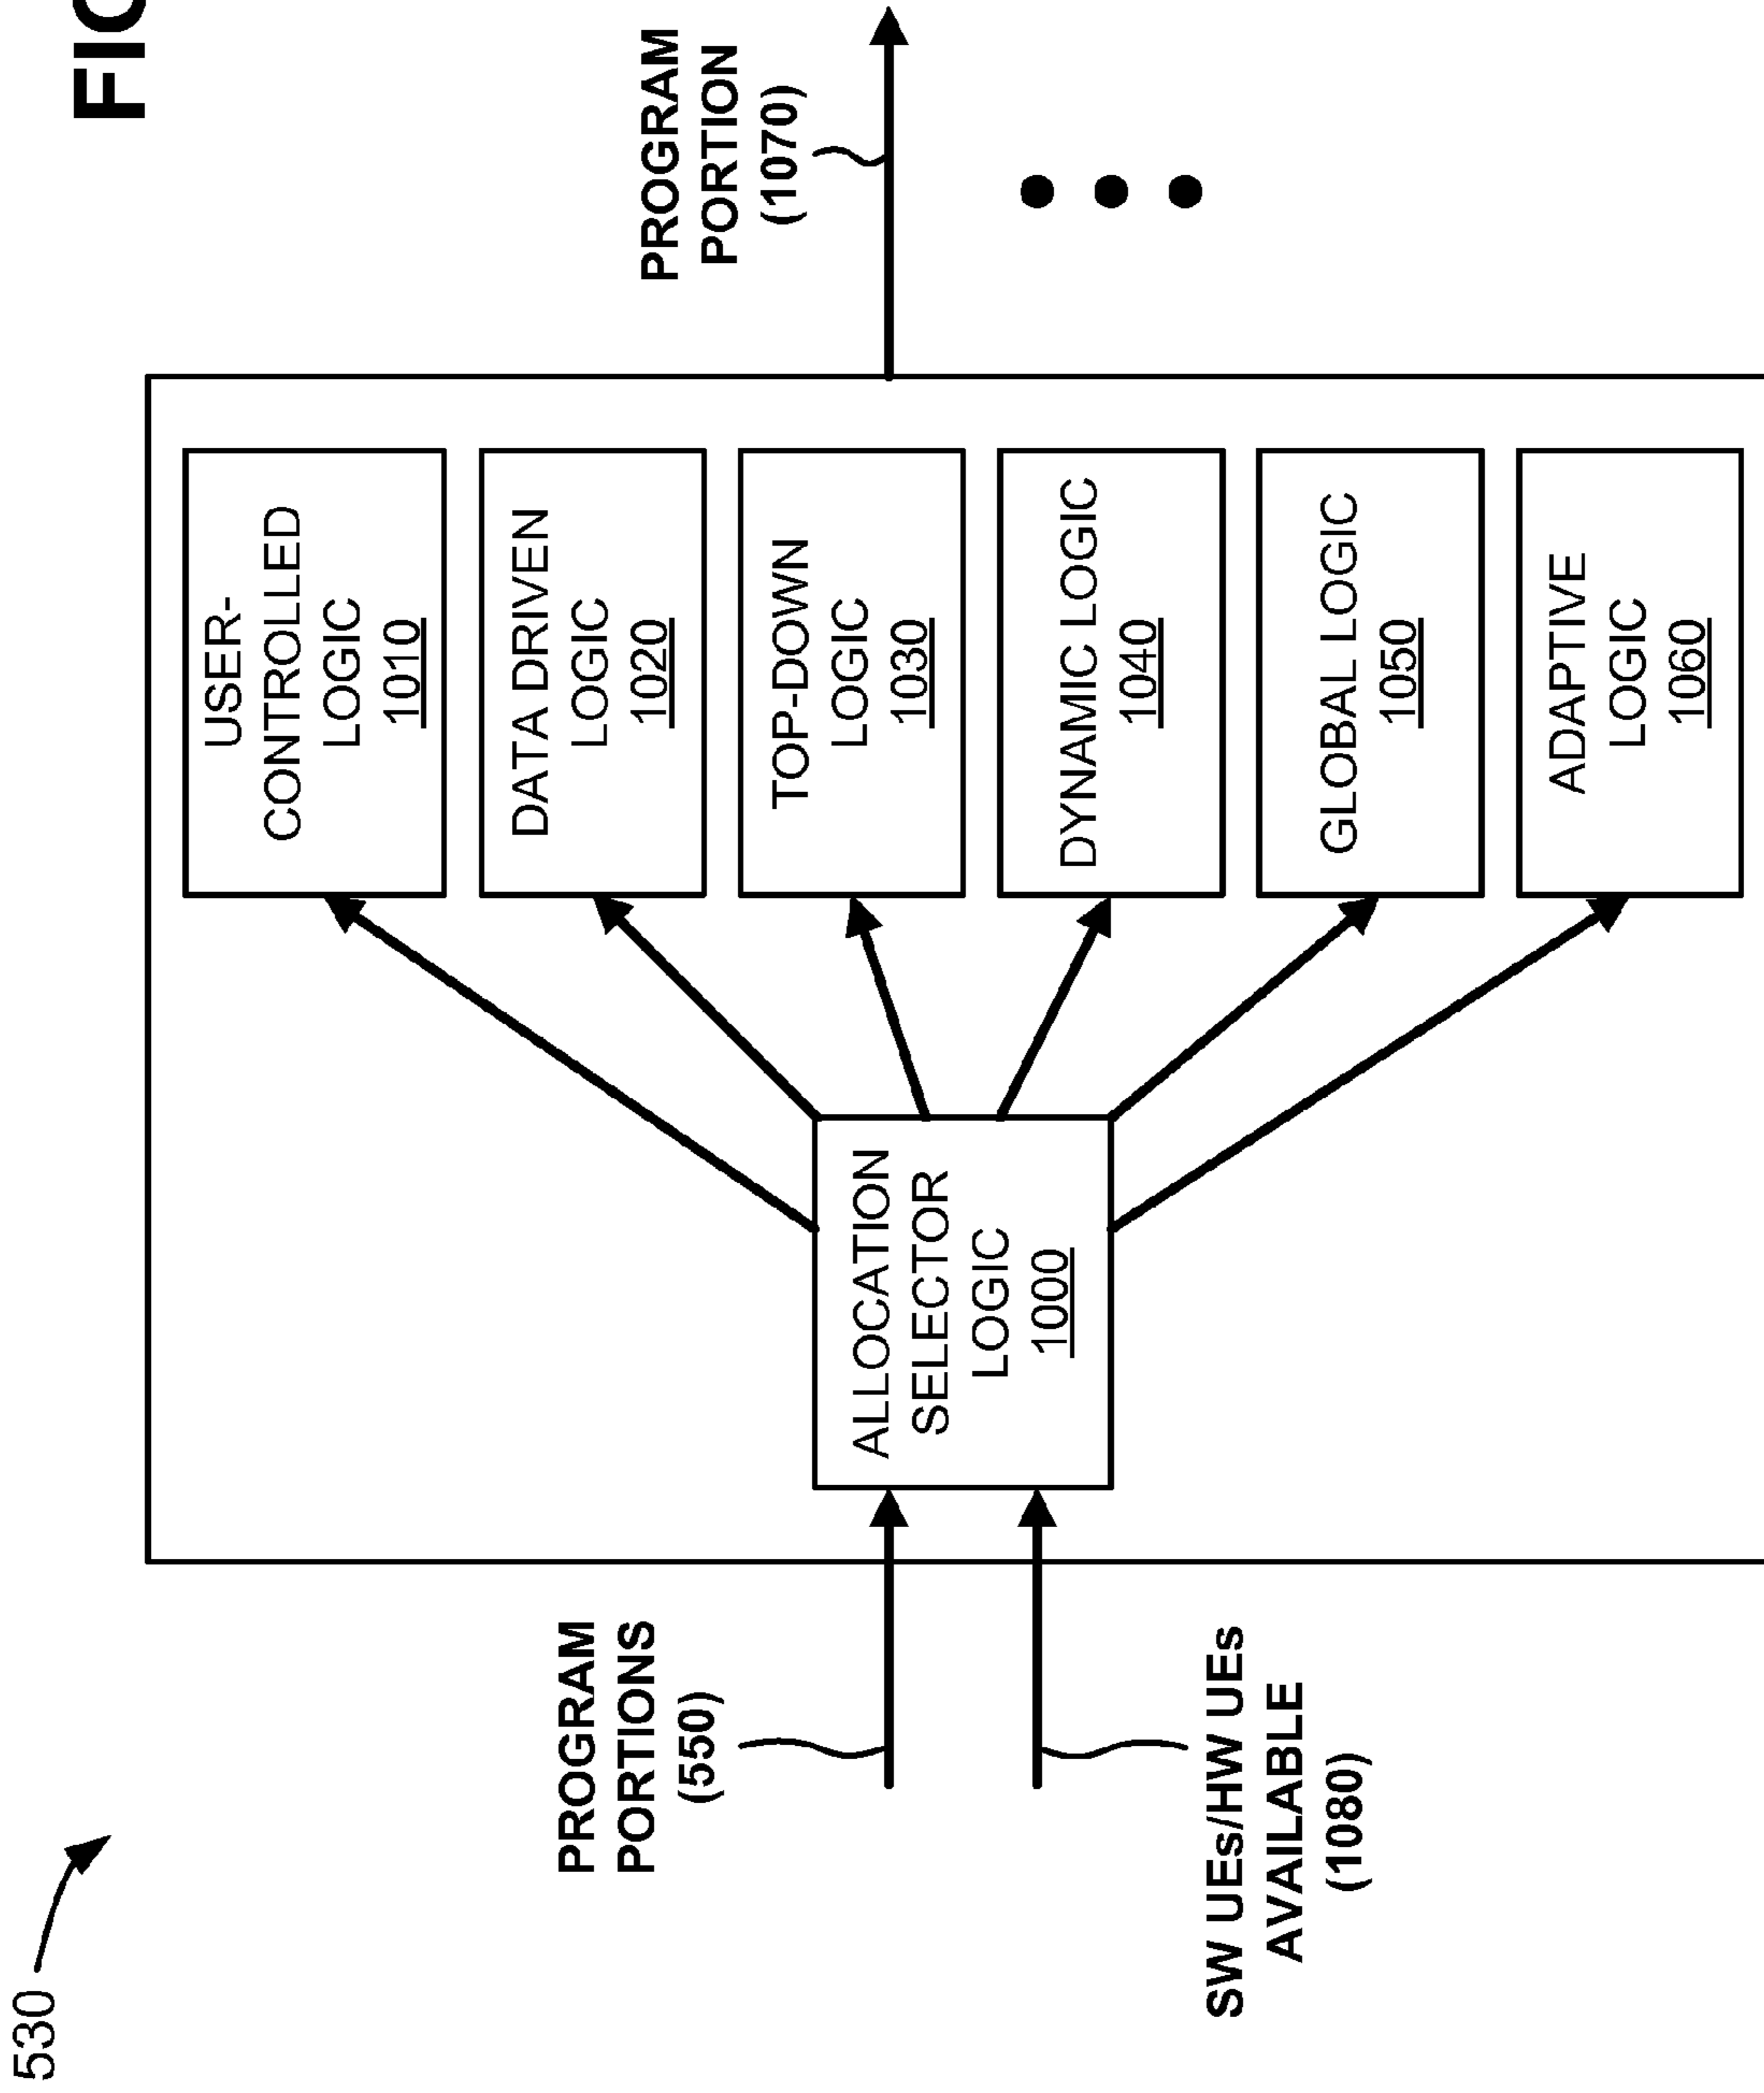 FIG
530
PROGRAM
PORTIONS
(550)
SW UEs/HW UEs
AVAILABLE
(1080)
ALLOCATION
SELECTOR
LOGIC
1000
USER-
CONTROLLED
LOGIC
1010
DATA DRIVEN
LOGIC
1020
TOP-DOWN
LOGIC
1030
DYNAMIC LOGIC
1040
GLOBAL LOGIC
1050
ADAPTIVE
LOGIC
1060
PROGRAM
PORTION
(1070)